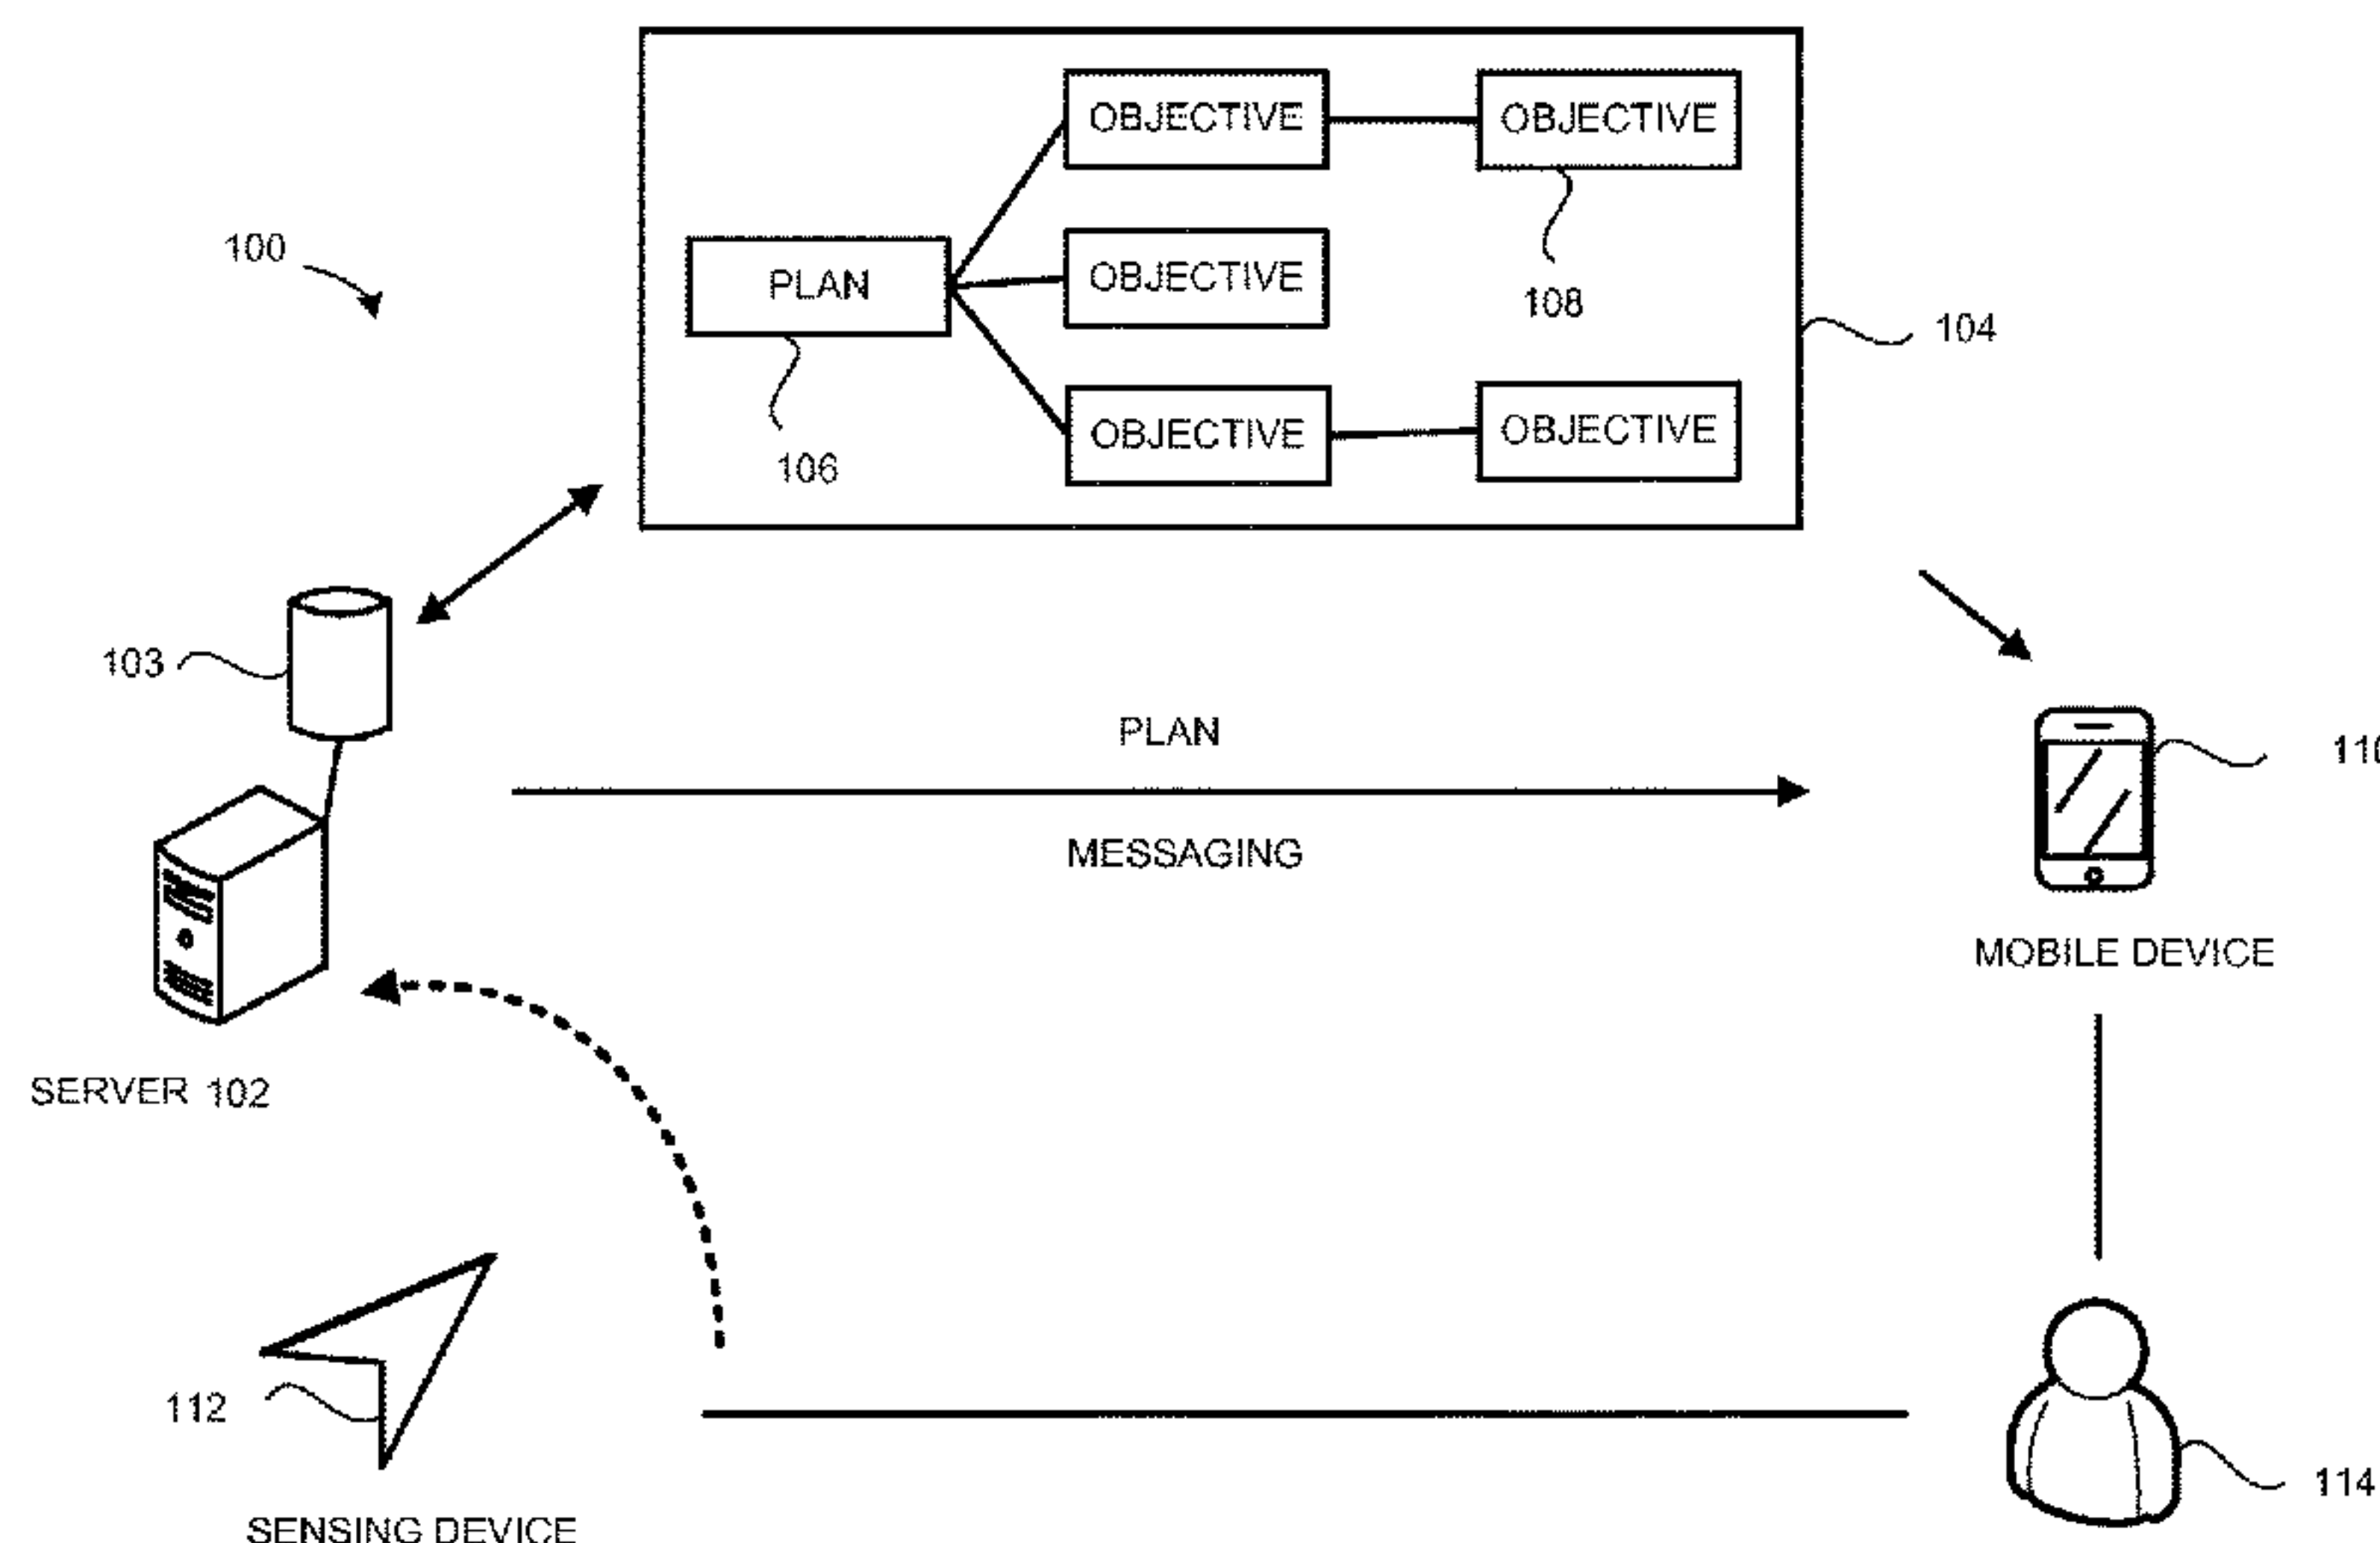 OBJECTIVE
OBJECTIVE
100
PLAN
OBJECTIVE
108
104
OBJECTIVE
OBJECTIVE
106
103
PLAN
110
MESSAGING
MOBILE DEVICE
SERVER 102
112
114
SENSING DEVICE